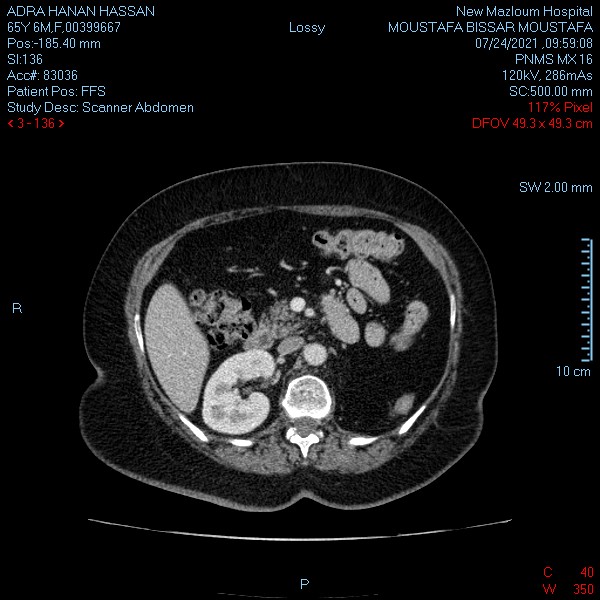 ADRA HANAN HASSAN
65Y 6M,F,00399667
Pos:-185.40 mm
SI:136
Acc#: 83036
Patient Pos: FFS
Study Desc: Scanner Abdomen
< 3 - 136 >
Lossy
New Mazloum Hospital
MOUSTAFA BISSAR MOUSTAFA
07/24/2021 ,09:59:08
PNMS MX 16
120kV, 286mAs
SC:500.00 mm
117% Pixel
DFOV 49.3 x 49.3 cm
SW 2.00 mm
R
10 cm
P
C 40
W 350